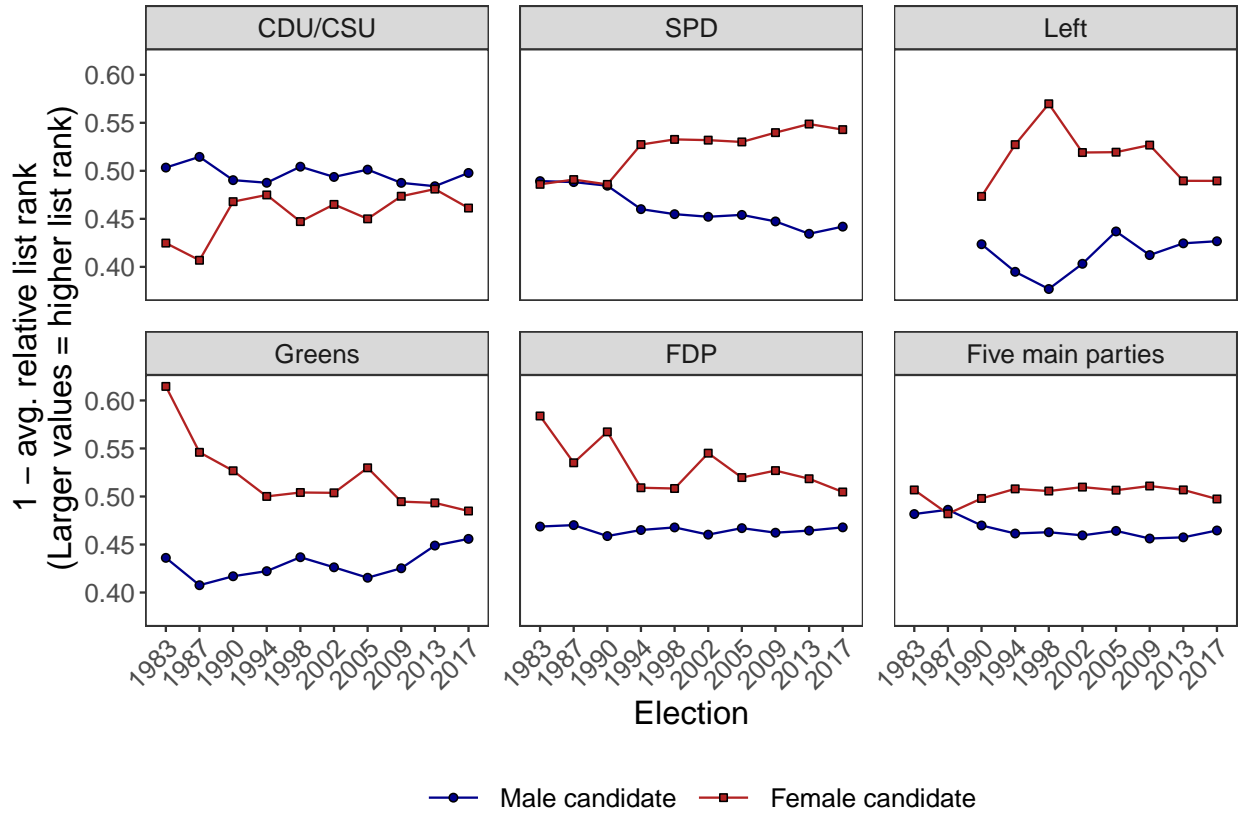 CDU/CSU
SPD
Left
0.60
0.55
0.50
0.45
0.40
Greens
FDP
Five main parties
0.60
0.55
0.50
0.45
0.40
1 − avg. relative list rank
(Larger values = higher list rank)
1983 1987 1990 1994 1998 2002 2005 2009 2013 2017
1983 1987 1990 1994 1998 2002 2005 2009 2013 2017
1983 1987 1990 1994 1998 2002 2005 2009 2013 2017
Election
Male candidate Female candidate